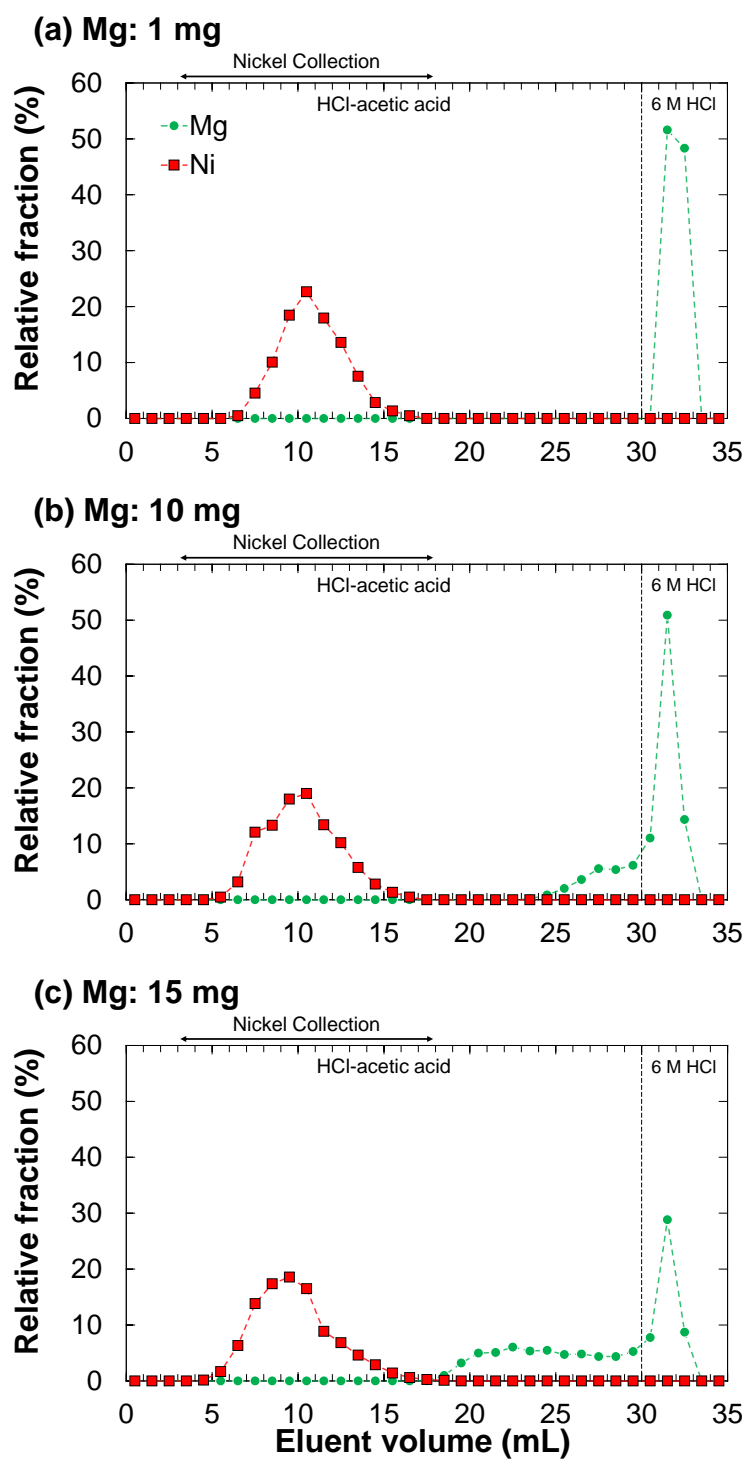 (a) Mg: 1 mg
Nickel Collection
60
50
40
30
20
10
0
Relative fraction (%)
HCl-acetic acid
6 M HCl
Mg
Ni
0 5 10 15 20 25 30 35
(b) Mg: 10 mg
Nickel Collection
60
50
40
30
20
10
0
Relative fraction (%)
HCl-acetic acid
6 M HCl
0 5 10 15 20 25 30 35
(c) Mg: 15 mg
Nickel Collection
60
50
40
30
20
10
0
Relative fraction (%)
HCl-acetic acid
6 M HCl
0 5 10 15 20 25 30 35
Eluent volume (mL)